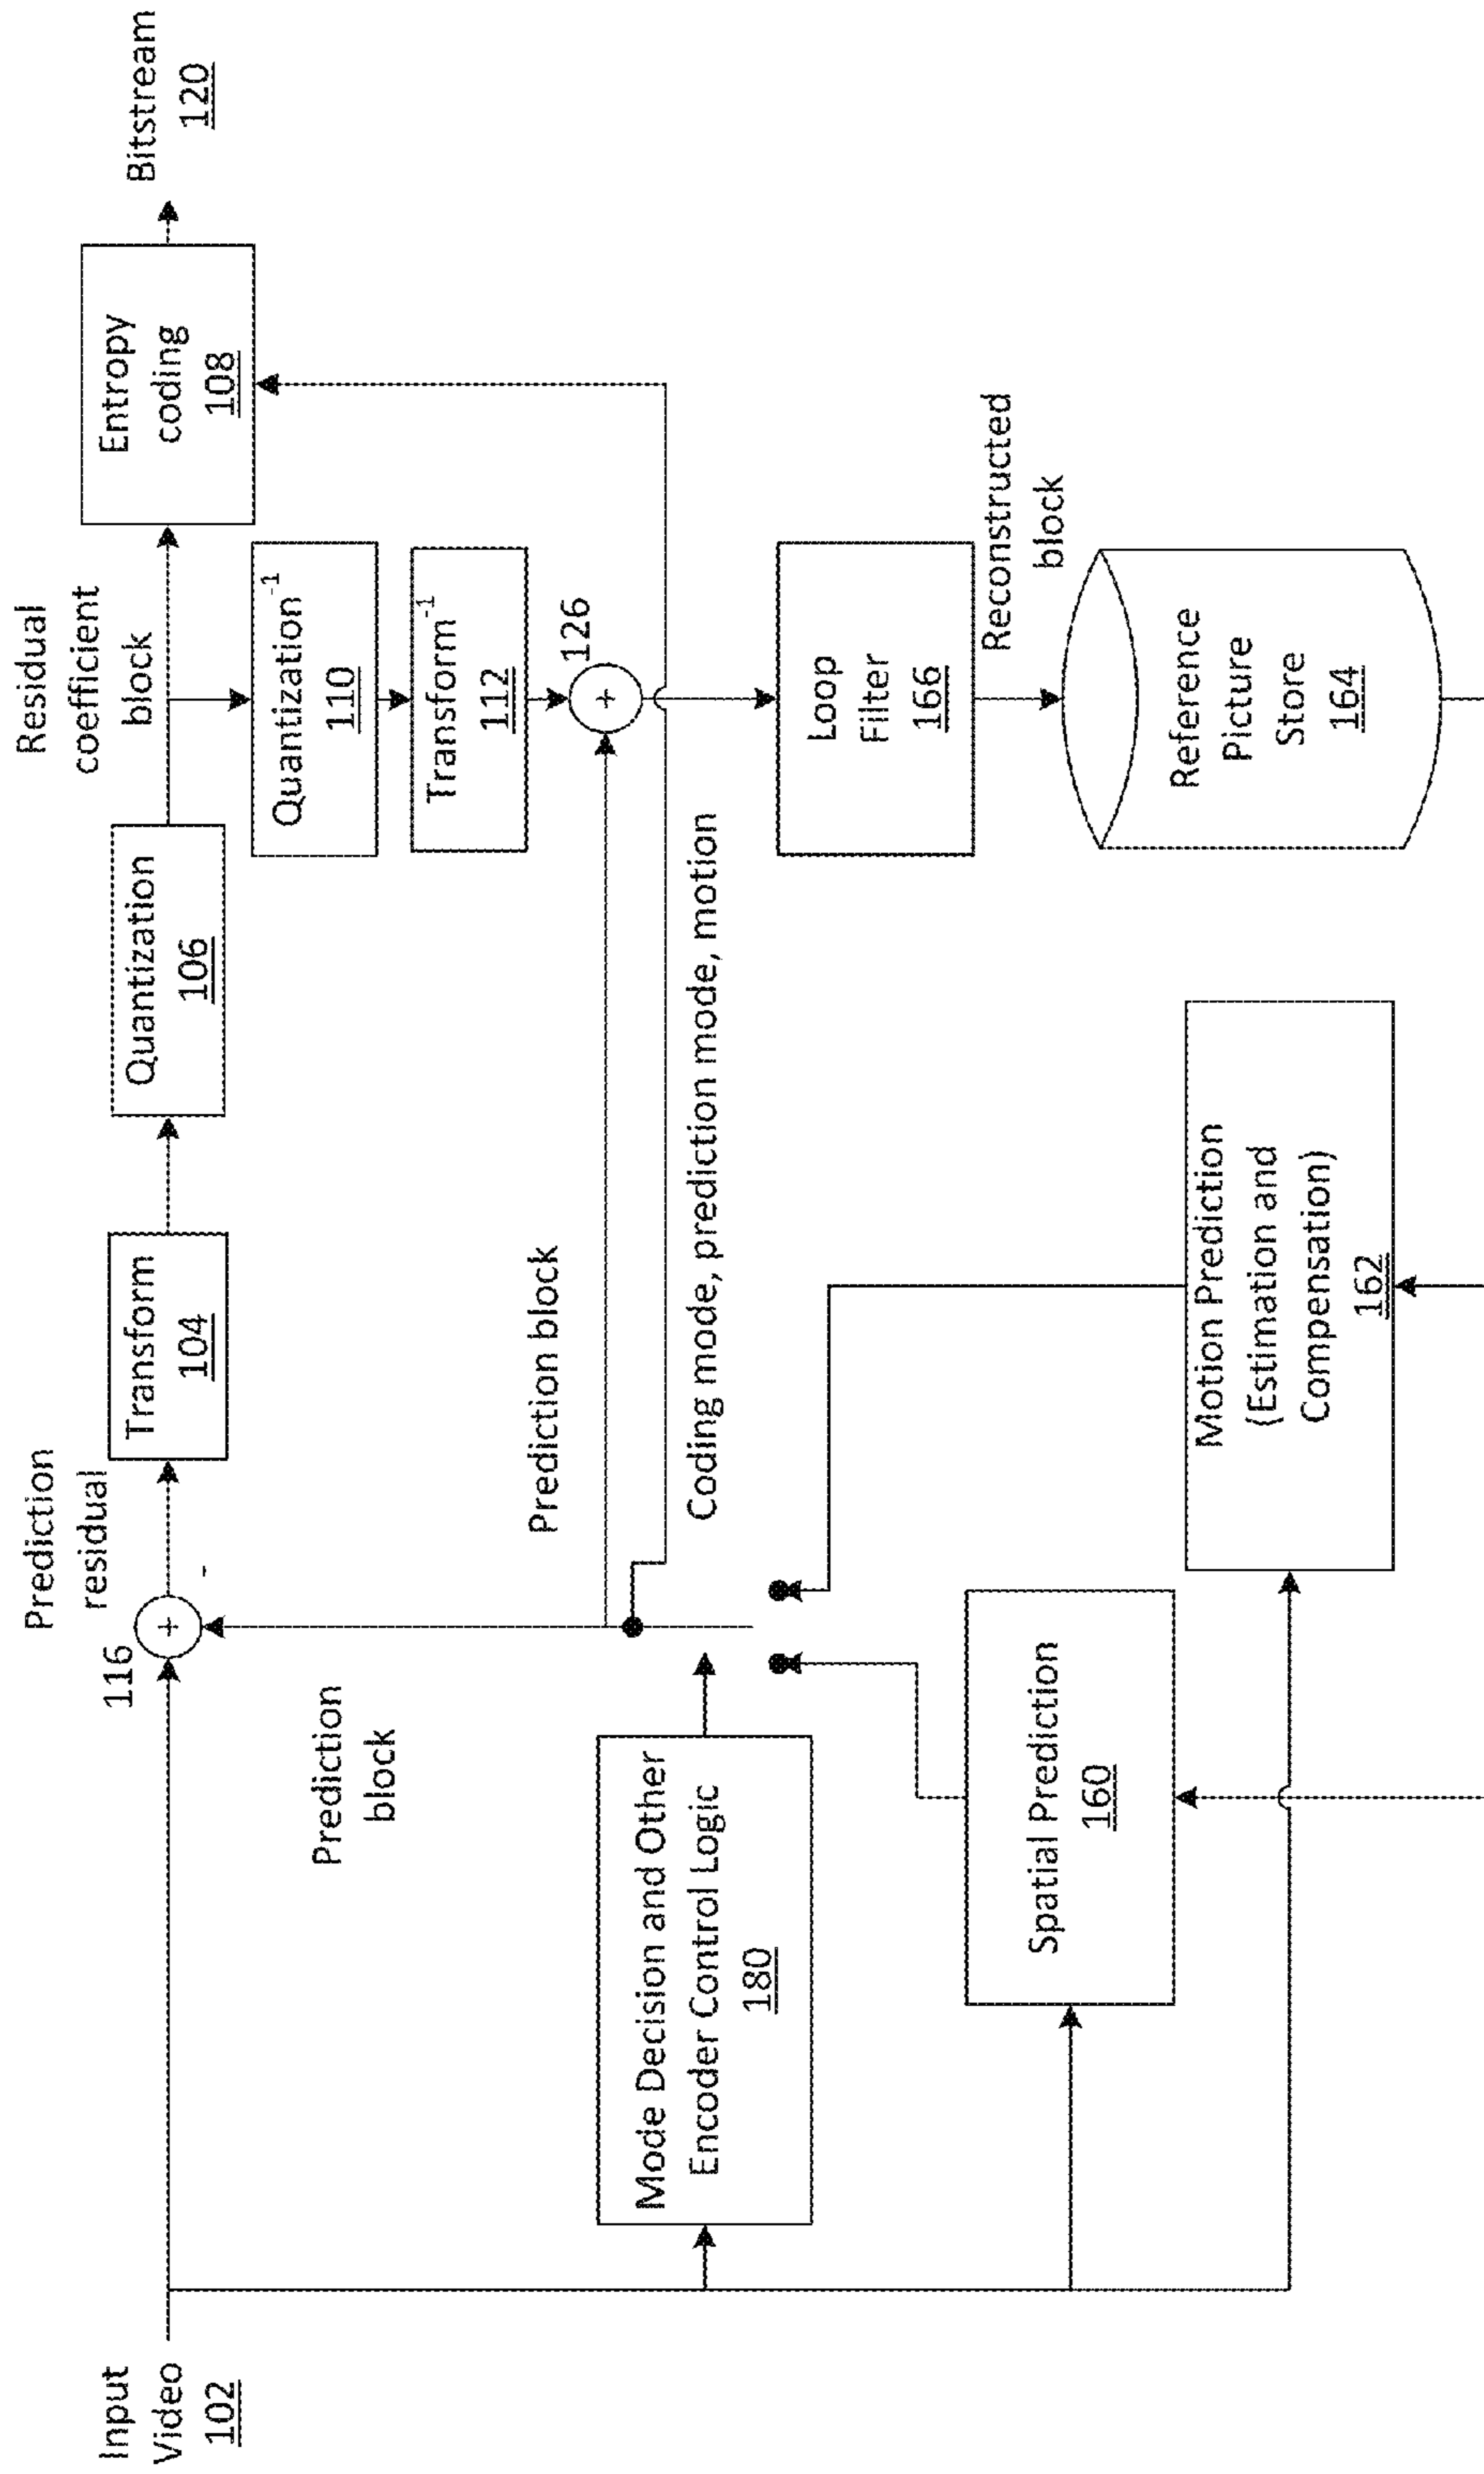 Input
Video
102
116
+
-
Prediction
residual
Transform
104
Quantization
106
Residual
coefficient
block
Entropy
coding
108
Bitstream
120
Quantization-1
110
Transform-1
112
126
+
Prediction
block
Prediction block
Coding mode, prediction mode, motion
Mode Decision and Other
Encoder Control Logic
180
Loop
Filter
166
Reconstructed
block
Spatial Prediction
160
Motion Prediction
(Estimation and
Compensation)
162
Reference
Picture
Store
164